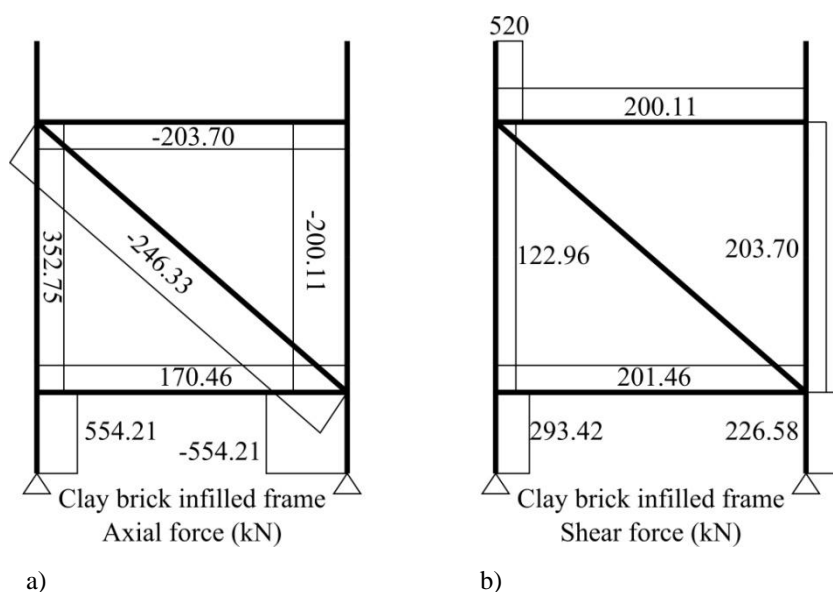 -203.70
352.75
-246.33
-200.11
170.46
554.21
-554.21
Clay brick infilled frame
Axial force (kN)
a)
520
200.11
122.96
203.70
201.46
293.42
226.58
Clay brick infilled frame
Shear force (kN)
b)